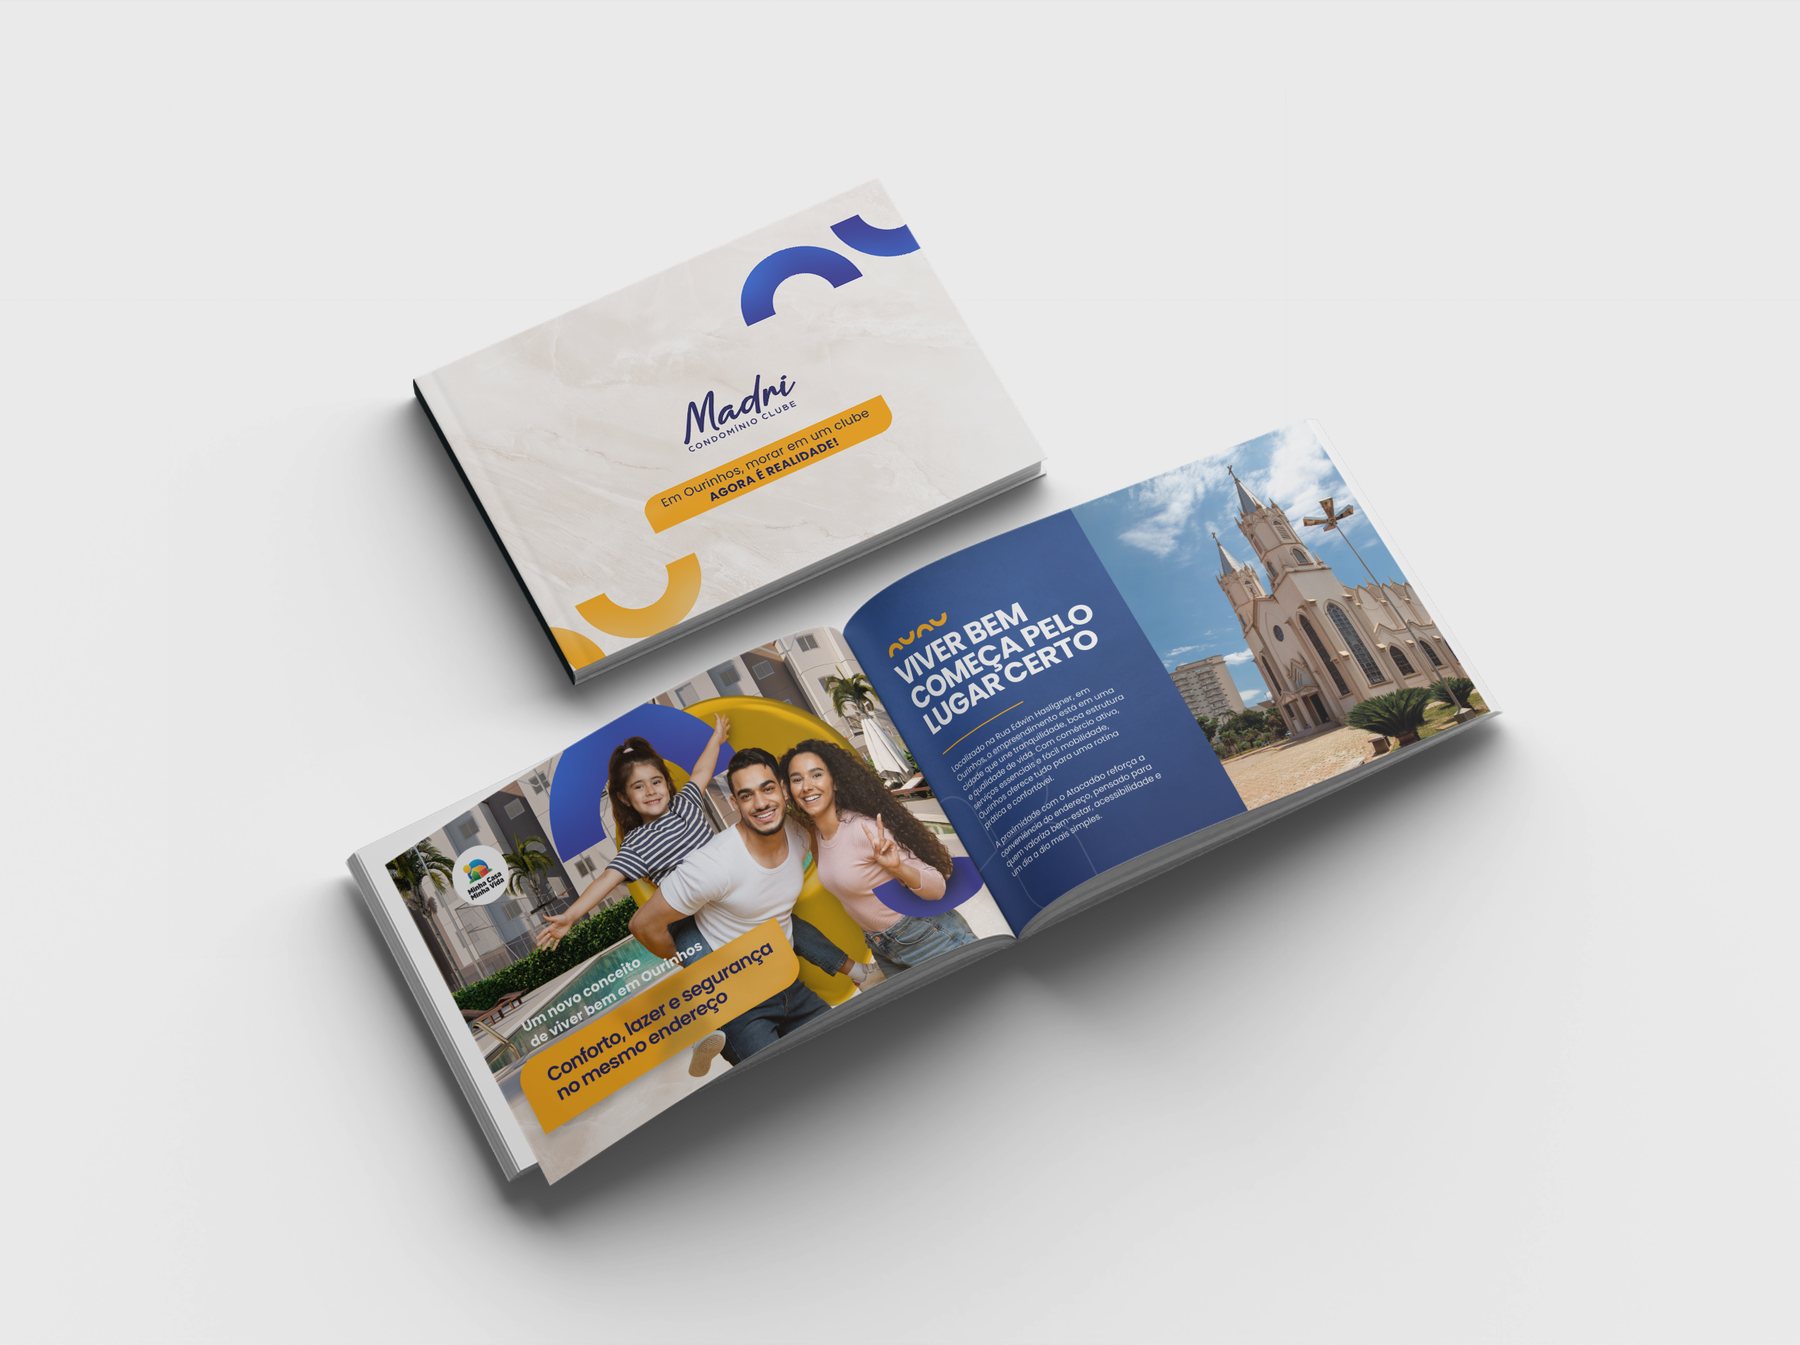 Madri
CONDOMÍNIO CLUBE
Em Ourinhos, morar em um clube
AGORA É REALIDADE!
Minha Casa
Minha Vida
Um novo conceito
de viver bem em Ourinhos
Conforto, lazer e segurança
no mesmo endereço
VIVER BEM
COMEÇA PELO
LUGAR CERTO
Localizado na Rua Edwin Hasligner, em
Ourinhos, o empreendimento está em uma
cidade que une tranquilidade, boa estrutura
e qualidade de vida. Com comércio ativo,
serviços essenciais e fácil mobilidade,
Ourinhos oferece tudo para uma rotina
prática e confortável.
A proximidade com o Atacadão reforça a
conveniência do endereço, pensado para
quem valoriza bem-estar, acessibilidade e
um dia a dia mais simples.